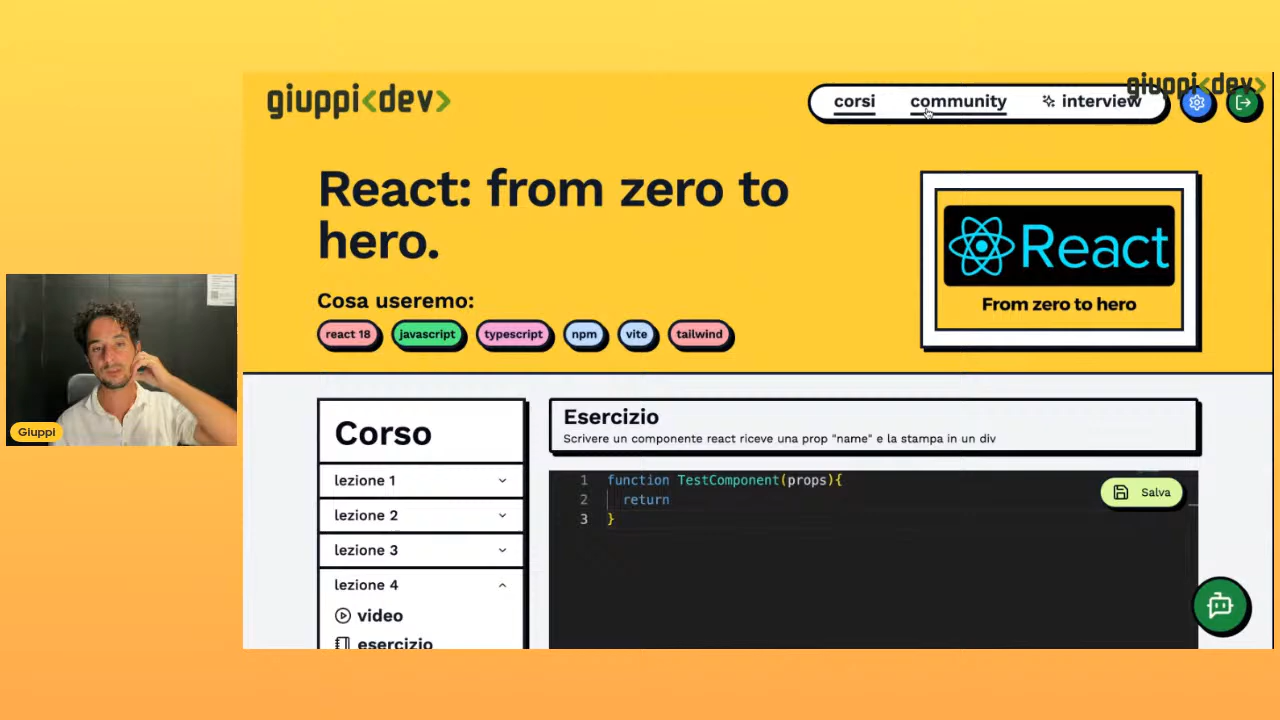 giuppi<dev>
corsi
community
interview
giuppi<dev>
React: from zero to
hero.
Cosa useremo:
react 18
javascript
typescript
npm
vite
tailwind
React
From zero to hero
Giuppi
Corso
lezione 1
lezione 2
lezione 3
lezione 4
video
esercizio
Esercizio
Scrivere un componente react riceve una prop "name" e la stampa in un div
1 function TestComponent(props){
2 return
3 }
Salva